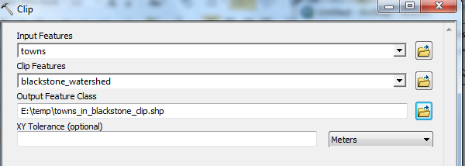 Clip
Input Features
towns
Clip Features
blackstone_watershed
Output Feature Class
E:\temp\towns_in_blackstone_clip.shp
XY Tolerance (optional)
Meters